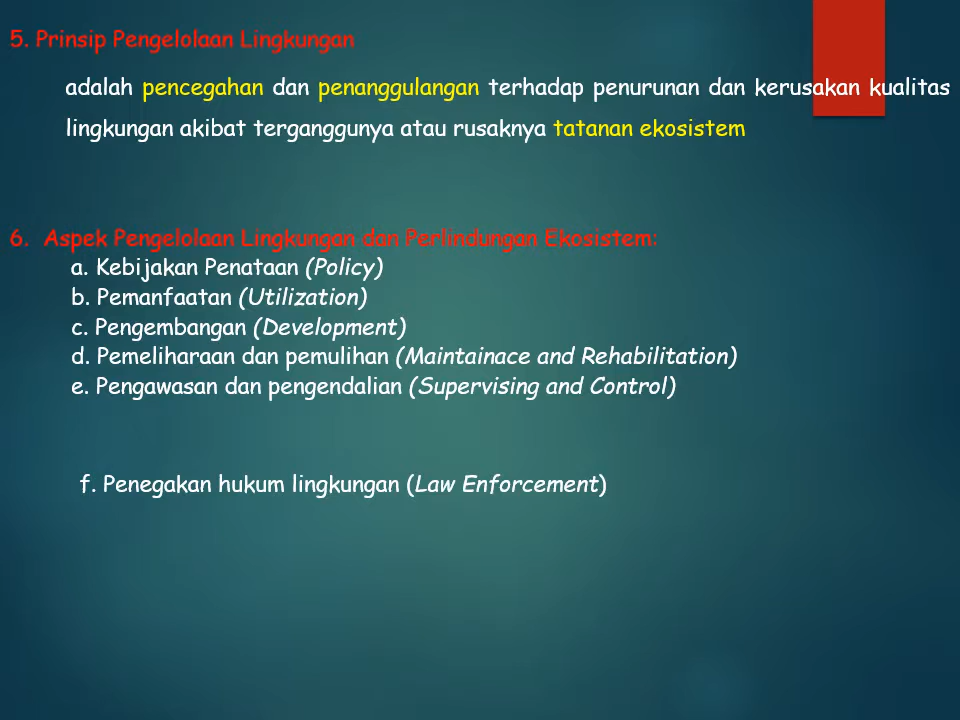 5. Prinsip Pengelolaan Lingkungan
adalah pencegahan dan penanggulangan terhadap penurunan dan kerusakan kualitas
lingkungan akibat terganggunya atau rusaknya tatanan ekosistem
6. Aspek Pengelolaan Lingkungan dan Perlindungan Ekosistem:
a. Kebijakan Penataan (Policy)
b. Pemanfaatan (Utilization)
c. Pengembangan (Development)
d. Pemeliharaan dan pemulihan (Maintainace and Rehabilitation)
e. Pengawasan dan pengendalian (Supervising and Control)
f. Penegakan hukum lingkungan (Law Enforcement)